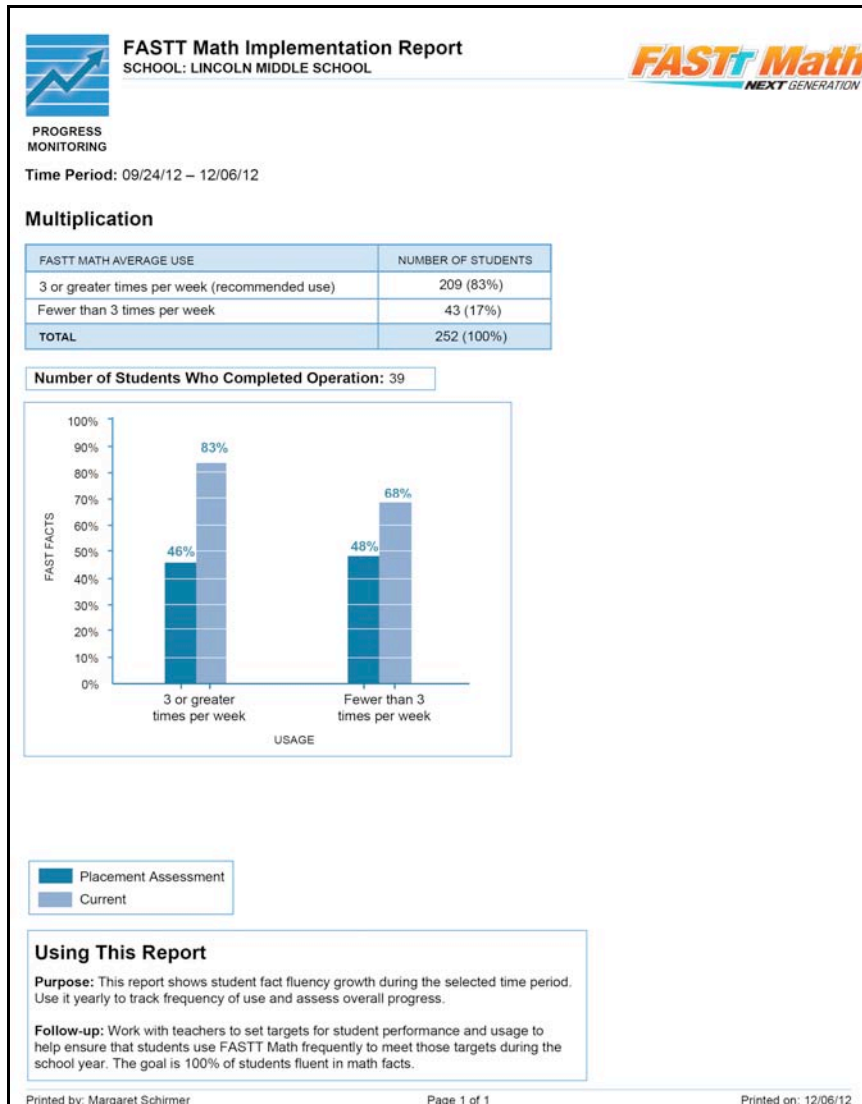 FASTT Math Implementation Report
SCHOOL: LINCOLN MIDDLE SCHOOL
FASTT Math
NEXT GENERATION
PROGRESS
MONITORING
Time Period: 09/24/12 – 12/06/12
Multiplication
FASTT MATH AVERAGE USE NUMBER OF STUDENTS
3 or greater times per week (recommended use) 209 (83%)
Fewer than 3 times per week 43 (17%)
TOTAL 252 (100%)
Number of Students Who Completed Operation: 39
100%
90%
80%
70%
60%
50%
40%
30%
20%
10%
0%
FAST FACTS
46%
83%
48%
68%
3 or greater
times per week
Fewer than 3
times per week
USAGE
Placement Assessment
Current
Using This Report
Purpose: This report shows student fact fluency growth during the selected time period.
Use it yearly to track frequency of use and assess overall progress.
Follow-up: Work with teachers to set targets for student performance and usage to
help ensure that students use FASTT Math frequently to meet those targets during the
school year. The goal is 100% of students fluent in math facts.
Printed by: Margaret Schirmer Page 1 of 1 Printed on: 12/06/12